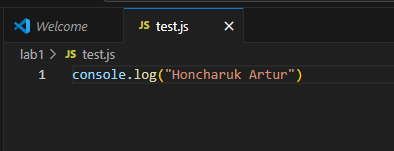 Welcome
JS test.js
lab1 > JS test.js
1 console.log("Honcharuk Artur")